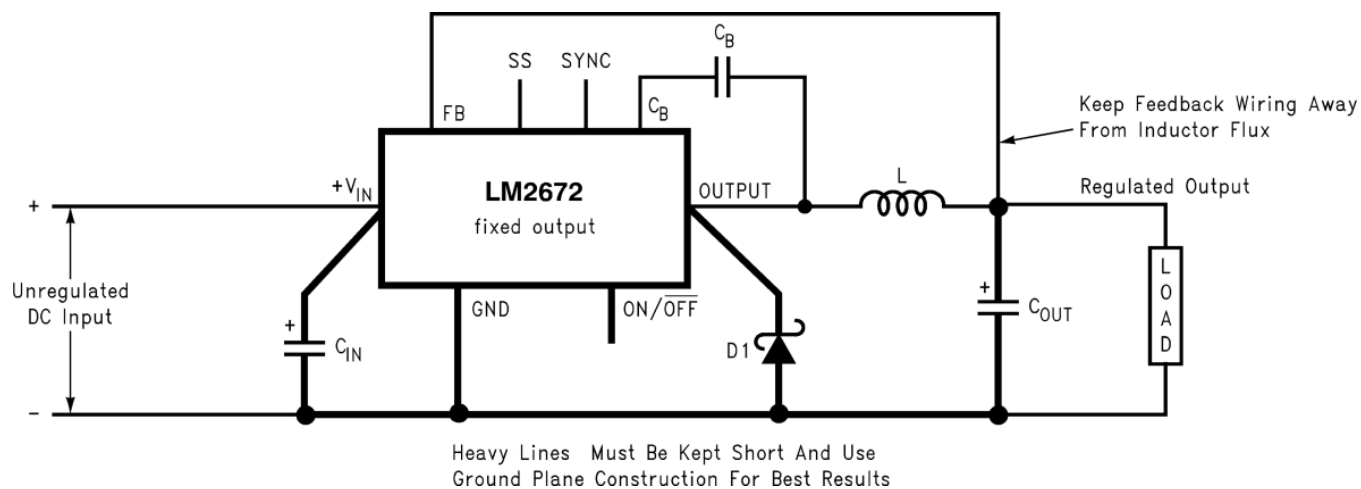 C_B
SS
SYNC
FB
C_B
Keep Feedback Wiring Away
From Inductor Flux
+V_IN
LM2672
fixed output
OUTPUT
L
Regulated Output
+
Unregulated
DC Input
+
C_IN
GND
ON/O̅F̅F̅
D1
+
C_OUT
LOAD
−
Heavy Lines Must Be Kept Short And Use
Ground Plane Construction For Best Results